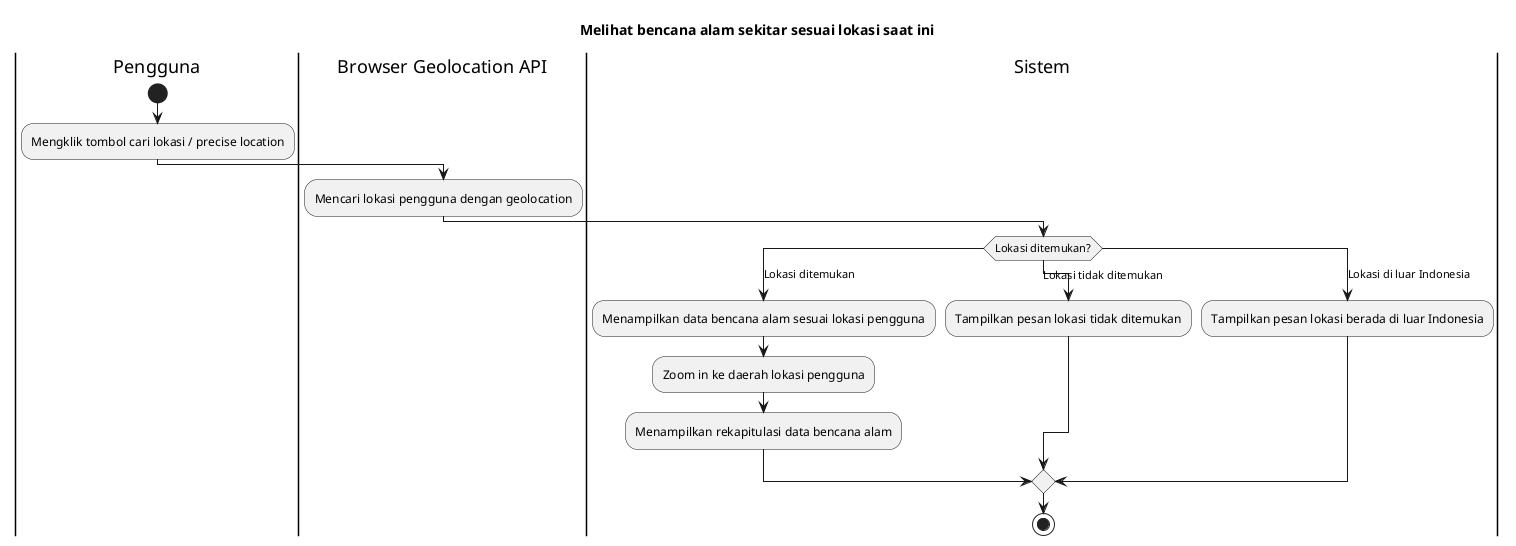 Melihat bencana alam sekitar sesuai lokasi saat ini
Pengguna
Browser Geolocation API
Sistem
Mengklik tombol cari lokasi / precise location
Mencari lokasi pengguna dengan geolocation
Lokasi ditemukan?
Lokasi ditemukan
Lokasi tidak ditemukan
Lokasi di luar Indonesia
Menampilkan data bencana alam sesuai lokasi pengguna
Tampilkan pesan lokasi tidak ditemukan
Tampilkan pesan lokasi berada di luar Indonesia
Zoom in ke daerah lokasi pengguna
Menampilkan rekapitulasi data bencana alam